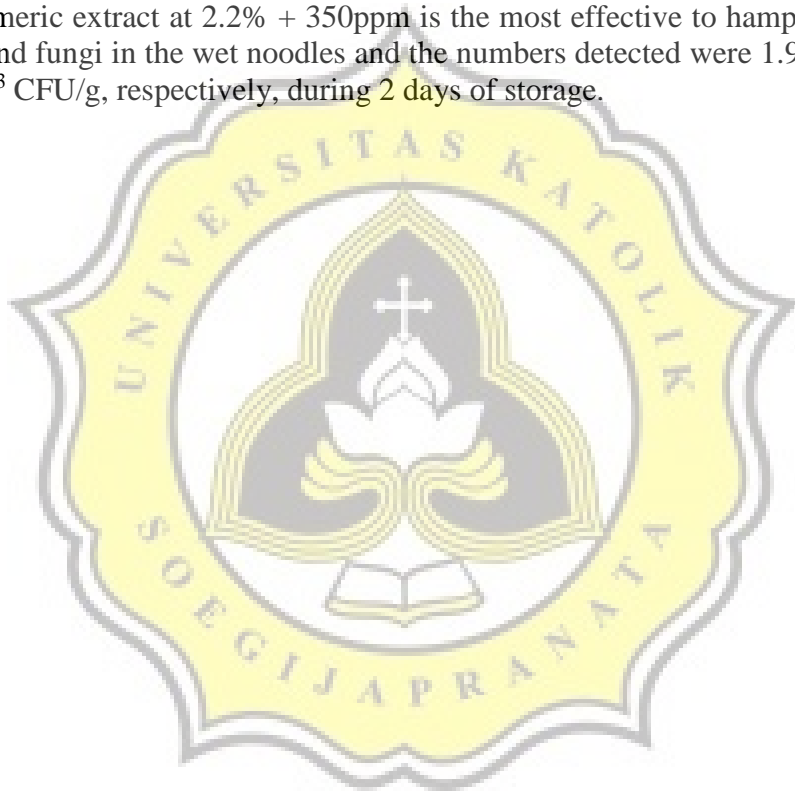 meric extract at 2.2% + 350ppm is the most effective to hamp
nd fungi in the wet noodles and the numbers detected were 1.9
³ CFU/g, respectively, during 2 days of storage.
UNIVERSITAS KATOLIK
SOEGIJAPRANATA